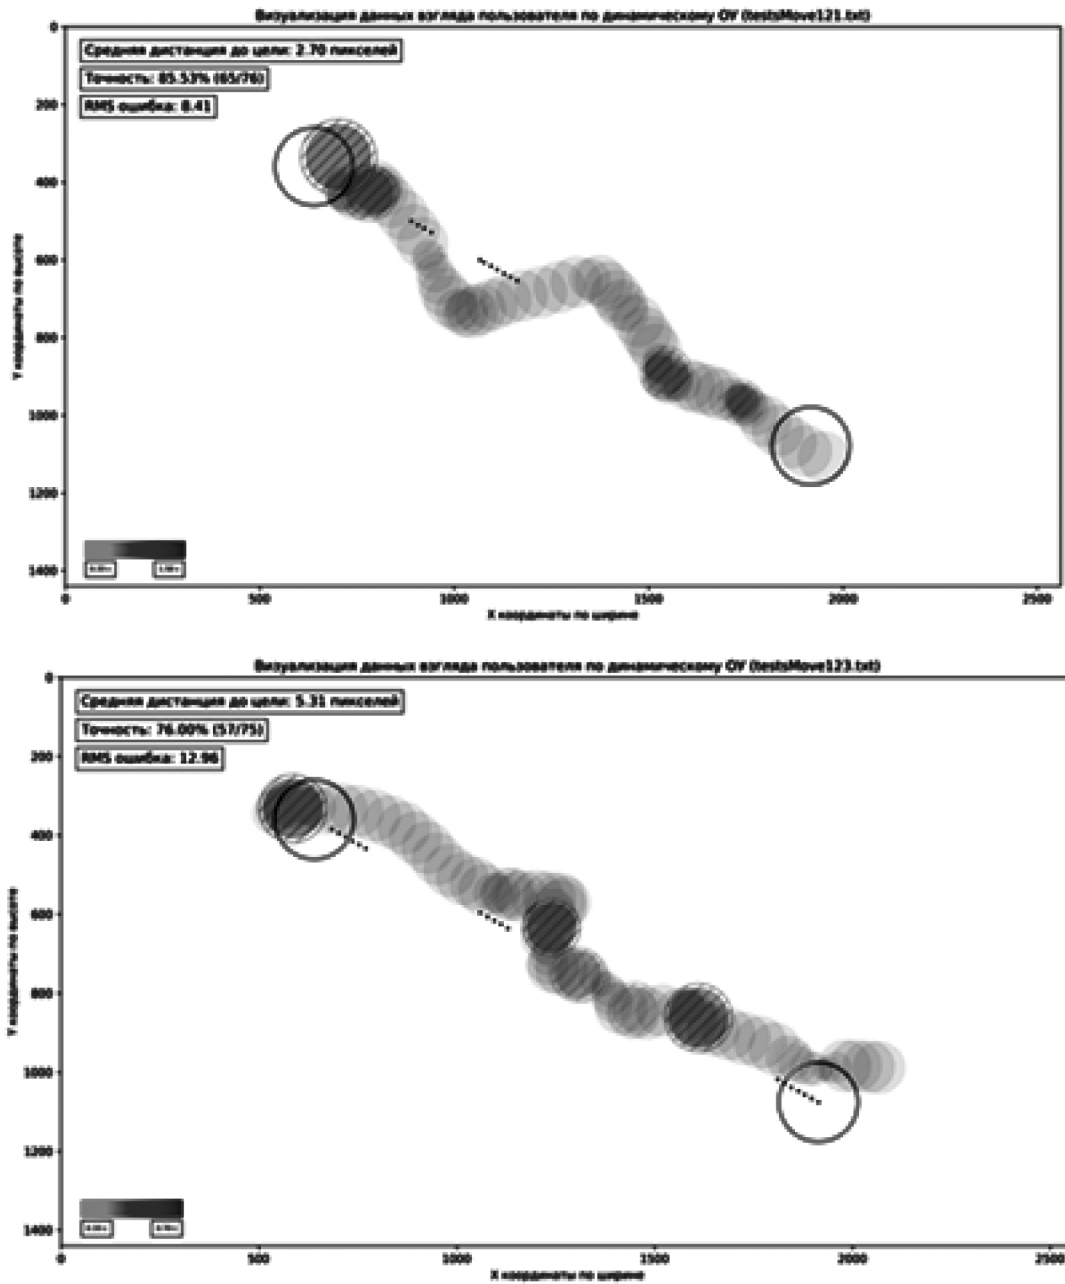 Визуализация данных взгляда пользователя по динамическому ОУ (testsMove121.txt)
Средняя дистанция до цели: 2.70 пикселей
Точность: 85.53% (65/76)
RMS ошибка: 8.41
Y координаты по высоте
0
200
400
600
800
1000
1200
1400
0 500 1000 1500 2000 2500
X координаты по ширине
Визуализация данных взгляда пользователя по динамическому ОУ (testsMove123.txt)
Средняя дистанция до цели: 5.31 пикселей
Точность: 76.00% (57/75)
RMS ошибка: 12.96
Y координаты по высоте
0
200
400
600
800
1000
1200
1400
0 500 1000 1500 2000 2500
X координаты по ширине